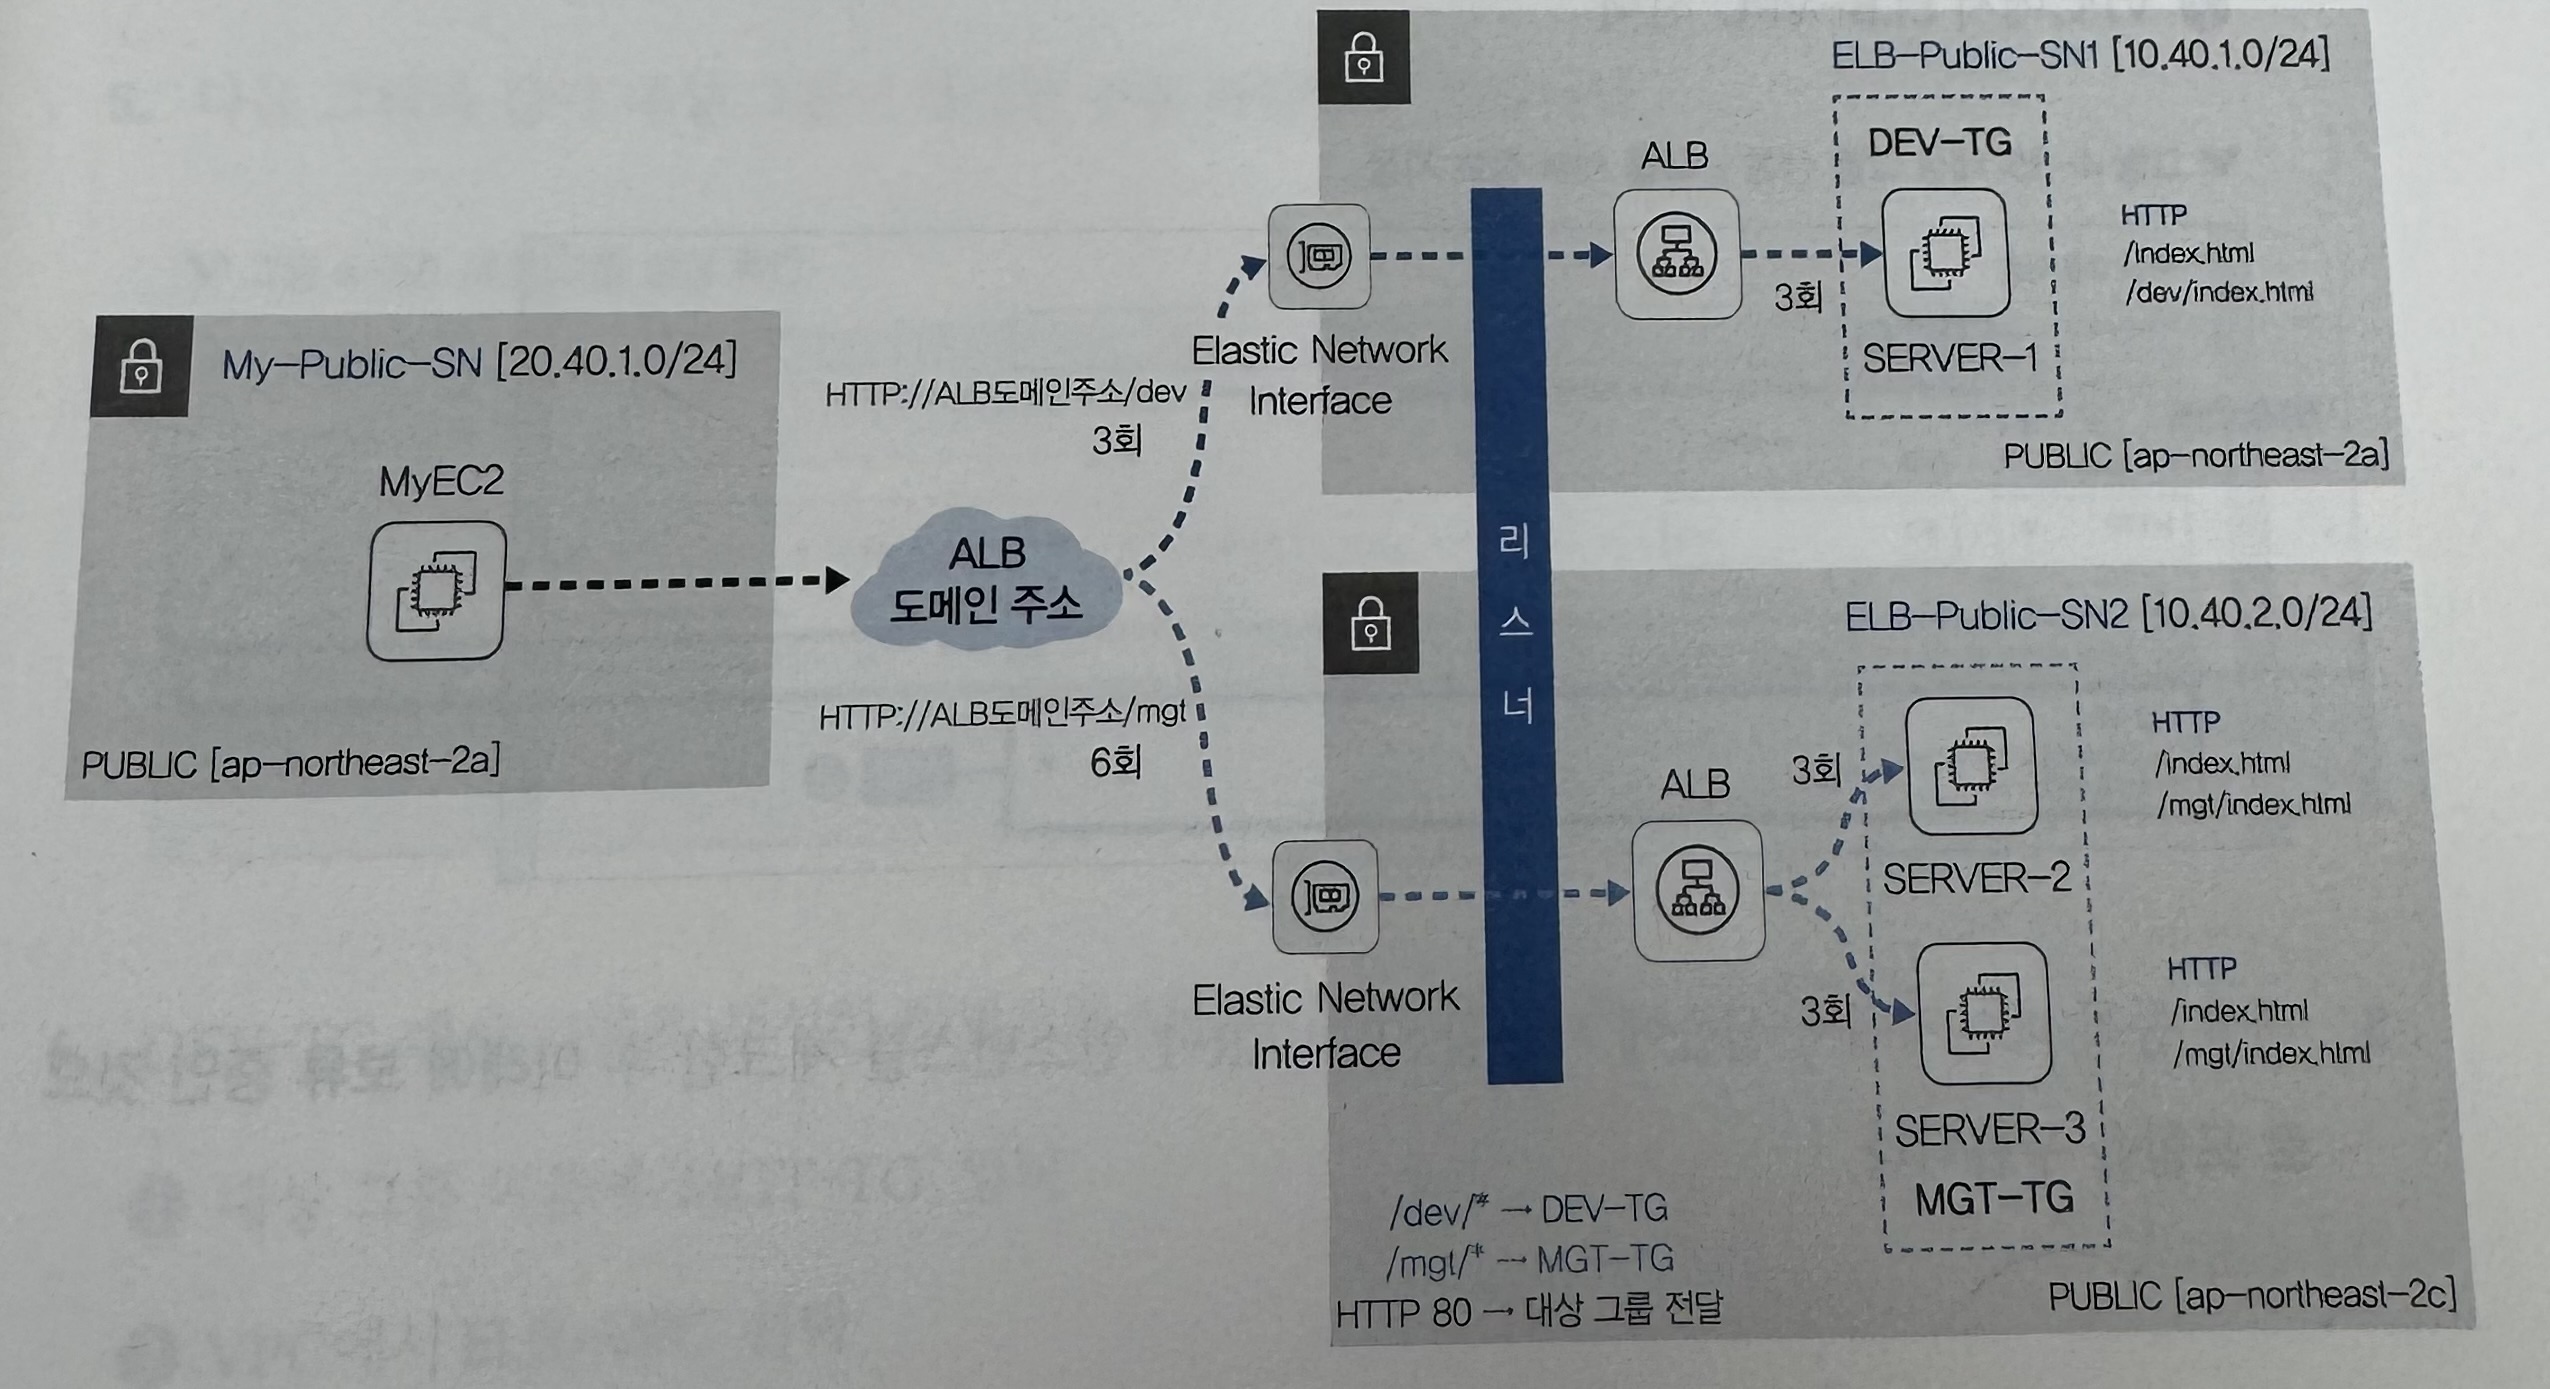 ELB-Public-SN1 [10.40.1.0/24]
DEV-TG
ALB
HTTP
/index.html
/dev/index.html
3회
SERVER-1
PUBLIC [ap-northeast-2a]
Elastic Network
Interface
My-Public-SN [20.40.1.0/24]
MyEC2
PUBLIC [ap-northeast-2a]
HTTP://ALB도메인주소/dev
3회
ALB
도메인 주소
HTTP://ALB도메인주소/mgt
6회
리스너
ELB-Public-SN2 [10.40.2.0/24]
ALB
3회
HTTP
/index.html
/mgt/index.html
SERVER-2
3회
HTTP
/index.html
/mgt/index.html
SERVER-3
MGT-TG
Elastic Network
Interface
/dev/* → DEV-TG
/mgt/* → MGT-TG
HTTP 80 → 대상 그룹 전달
PUBLIC [ap-northeast-2c]